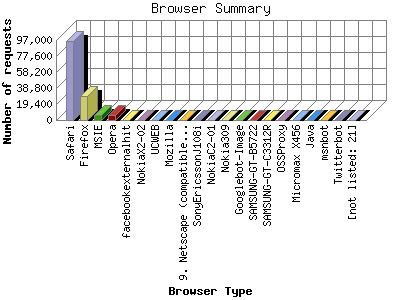 Browser Summary
Number of requests
97,000
77,600
58,200
38,800
19,400
0
Safari
Firefox
MSIE
Opera
facebookexternalhit
NokiaX2-02
UCWEB
Mozilla
9. Netscape (compatible...
SonyEricssonJ108i
NokiaC2-01
Nokia309
Googlebot-Image
SAMSUNG-GT-B5722
SAMSUNG-GT-C3312R
OSSProxy
Micromax X456
Java
msnbot
Twitterbot
[not listed: 21]
Browser Type